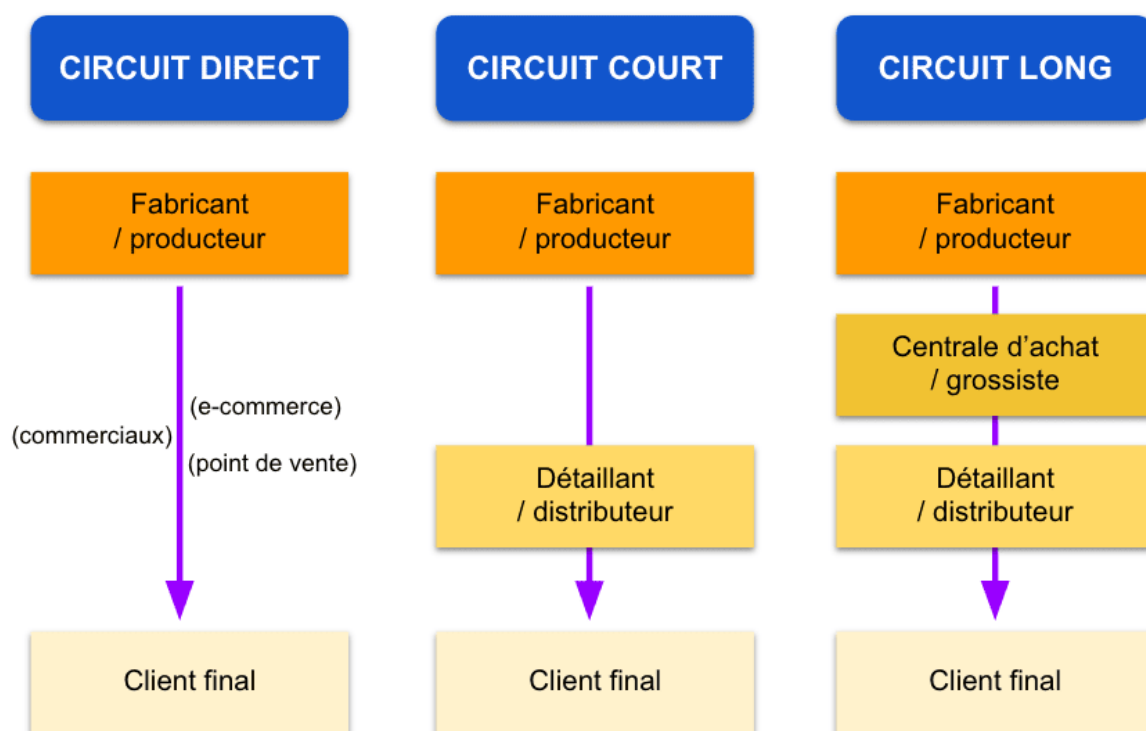 CIRCUIT DIRECT
CIRCUIT COURT
CIRCUIT LONG
Fabricant
/ producteur
Fabricant
/ producteur
Fabricant
/ producteur
Centrale d’achat
/ grossiste
(e-commerce)
(commerciaux)
(point de vente)
Détaillant
/ distributeur
Détaillant
/ distributeur
Client final
Client final
Client final